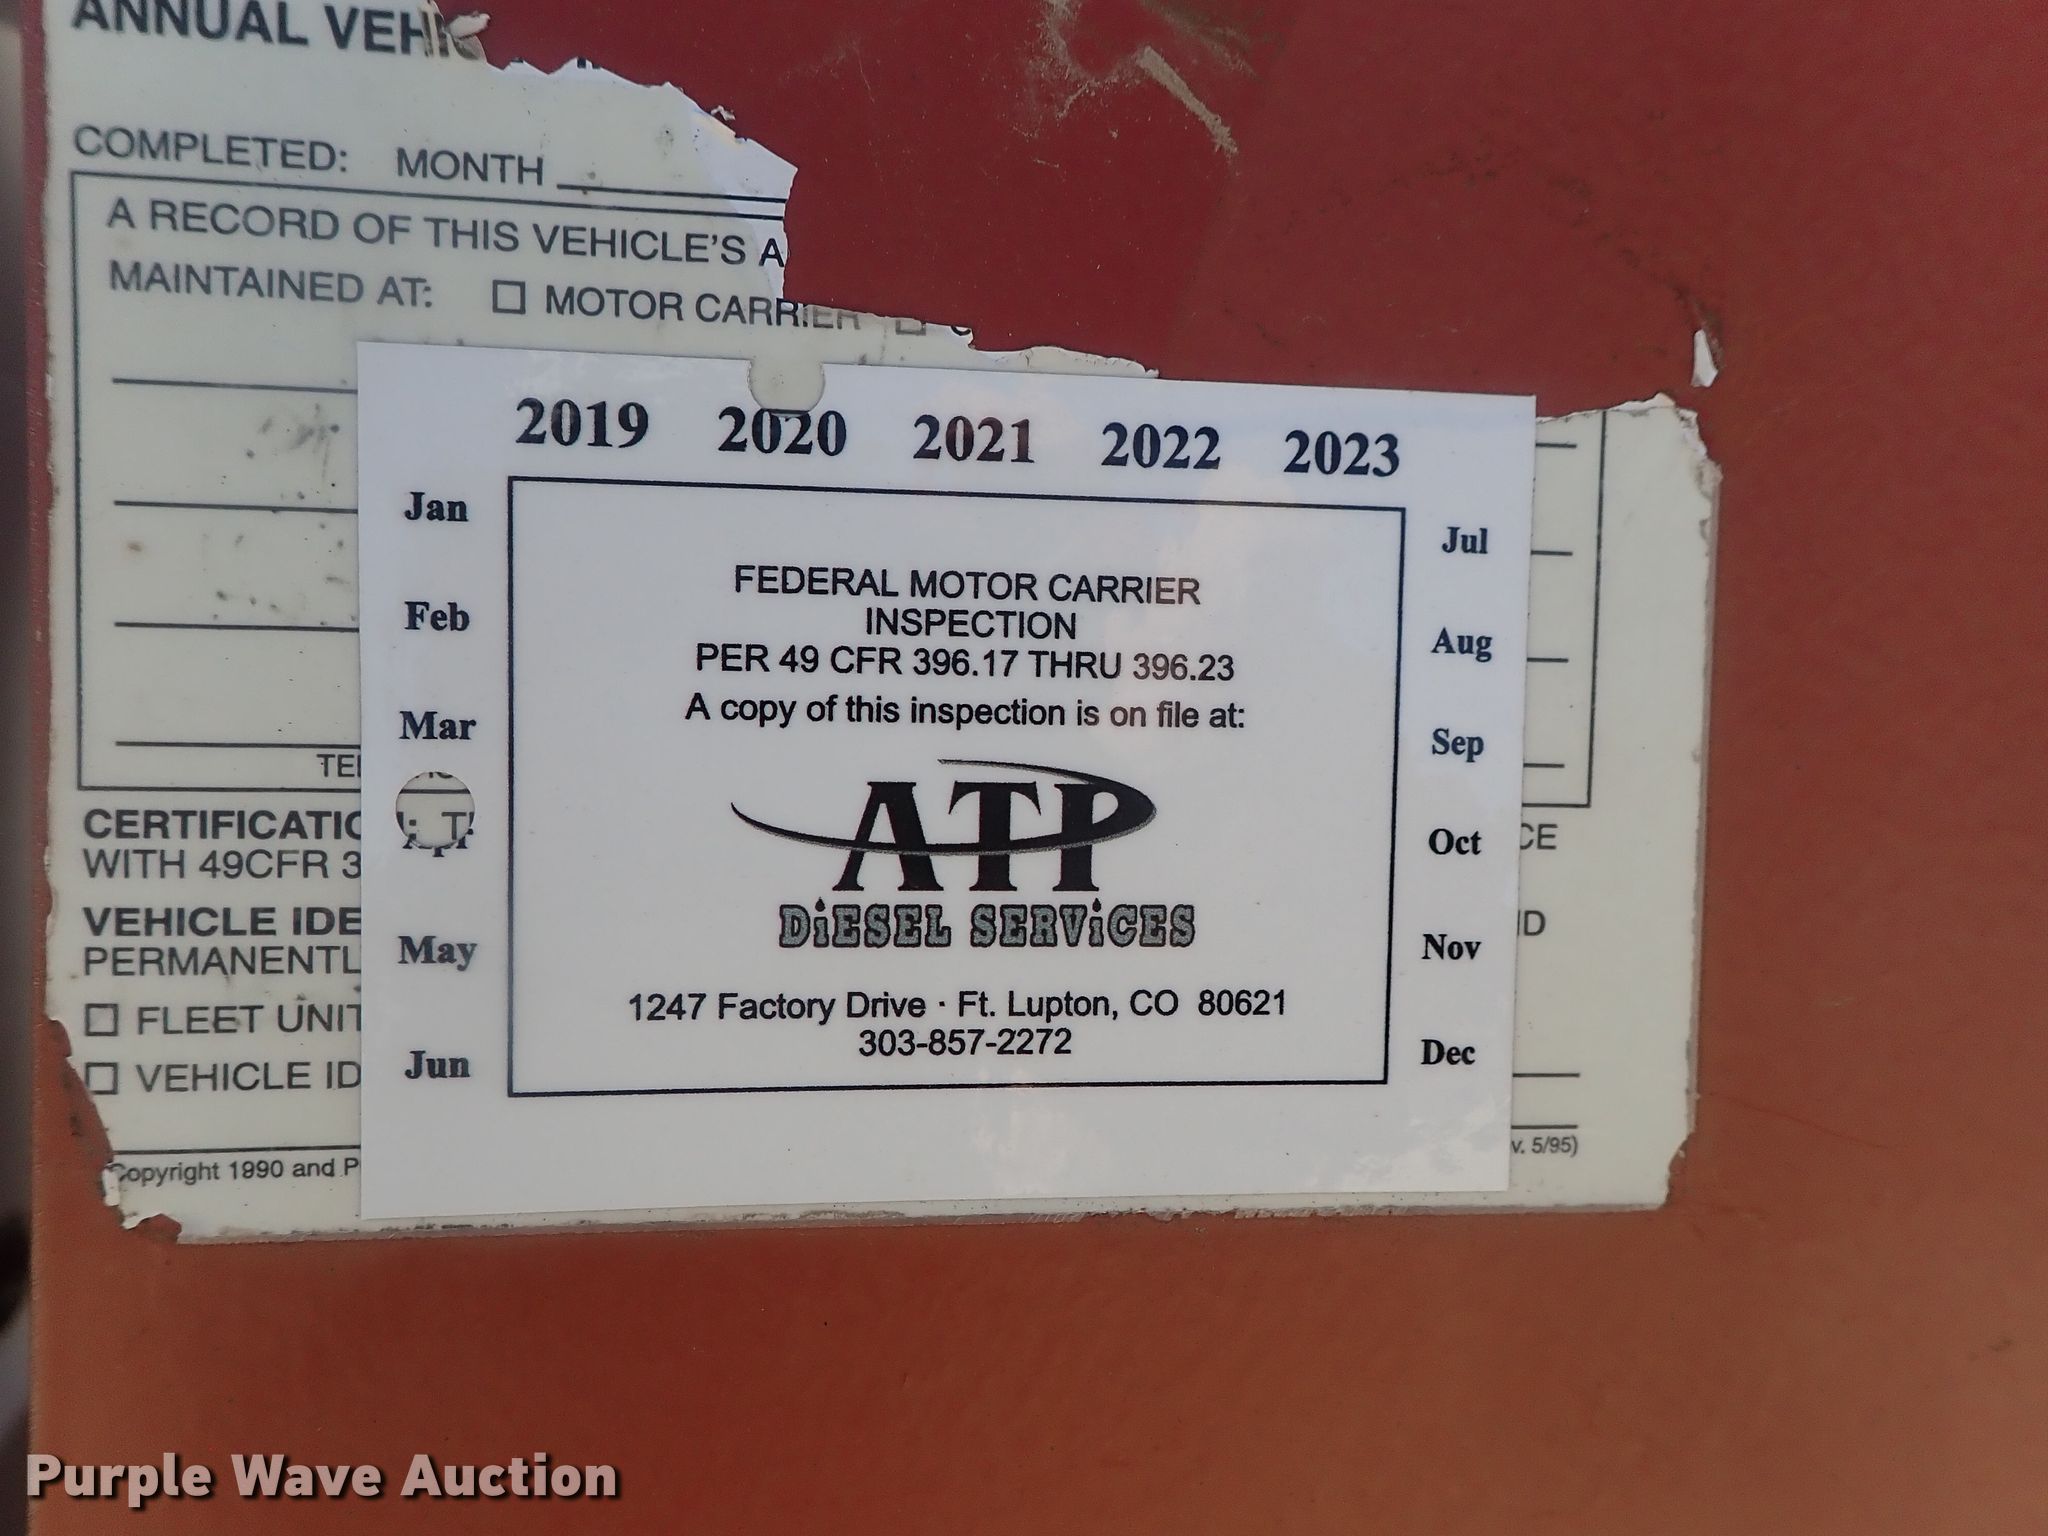 ANNUAL
COMPLETED: MONTH
A RECORD OF THIS VEHICLE'S A
MAINTAINED AT: □ MOTOR CARRIER □
2019 2020 2021 2022 2023
Jan
Feb
Mar
Apr
May
Jun
FEDERAL MOTOR CARRIER
INSPECTION
PER 49 CFR 396.17 THRU 396.23
A copy of this inspection is on file at:
ATP
DiESEL SERViCES
1247 Factory Drive · Ft. Lupton, CO 80621
303-857-2272
Jul
Aug
Sep
Oct
Nov
Dec
WITH 49CFR 3
VEHICLE IDE
PERMANENTL
□ FLEET UNIT
□ VEHICLE ID
Copyright 1990 and P
v. 5/95)
Purple Wave Auction